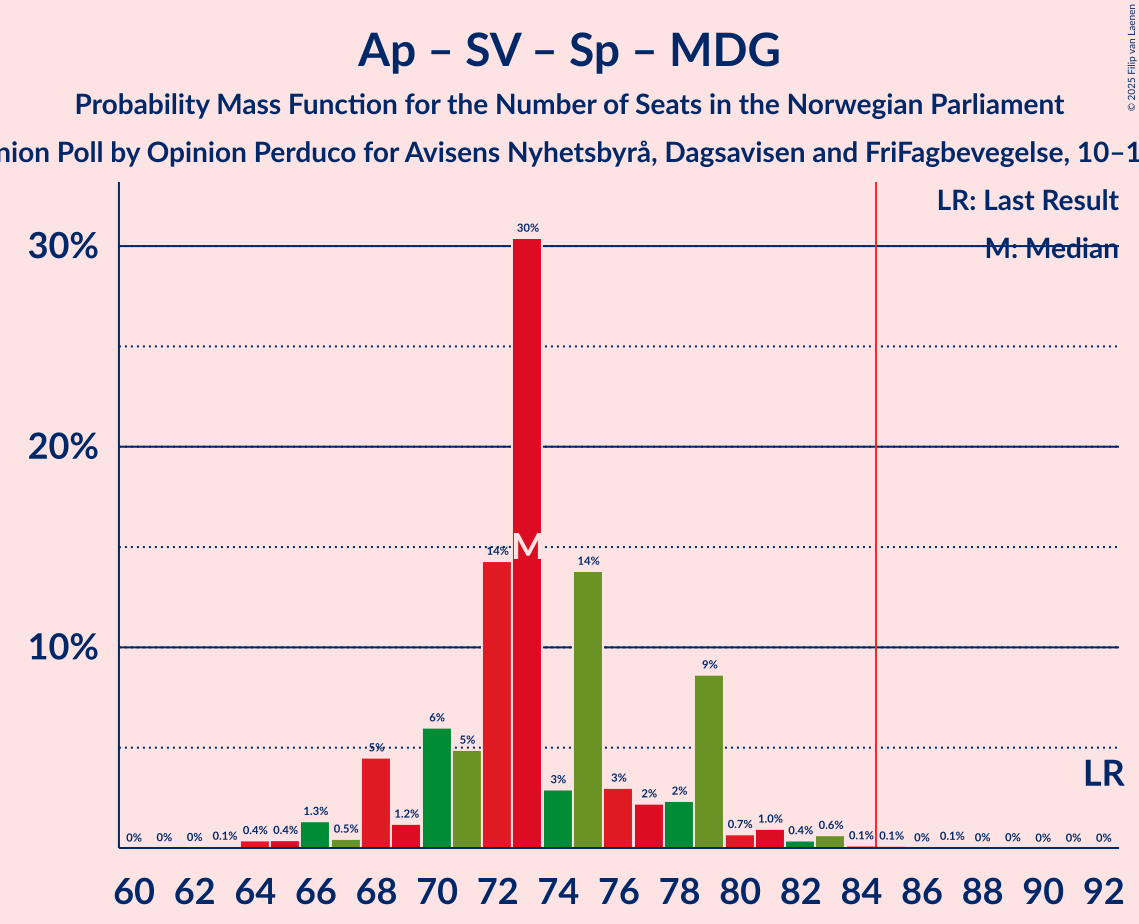 Ap – SV – Sp – MDG
Probability Mass Function for the Number of Seats in the Norwegian Parliament
Poll by Opinion Perduco for Avisens Nyhetsbyrå, Dagsavisen and FriFagbevegelse,
© 2025 Filip van Laenen
LR: Last Result
M: Median
30%
20%
10%
0% 0% 0% 0.1% 0.4% 0.4% 1.3% 0.5% 5% 1.2% 6% 5% 14% 30% 3% 14% 3% 2% 2% 9% 0.7% 1.0% 0.4% 0.6% 0.1% 0.1% 0% 0.1% 0% 0% 0% 0% 0%
M
LR
60 62 64 66 68 70 72 74 76 78 80 82 84 86 88 90 92